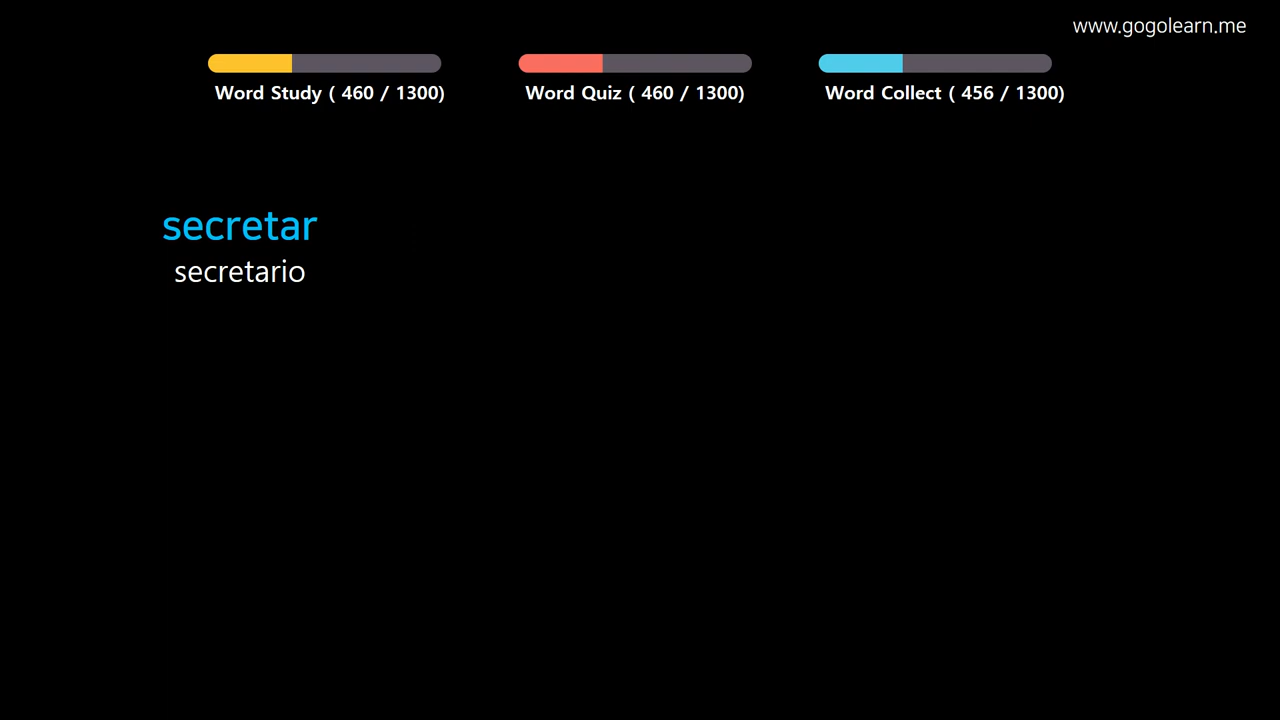 www.gogolearn.me
Word Study ( 460 / 1300)
Word Quiz ( 460 / 1300)
Word Collect ( 456 / 1300)
secretar
secretario